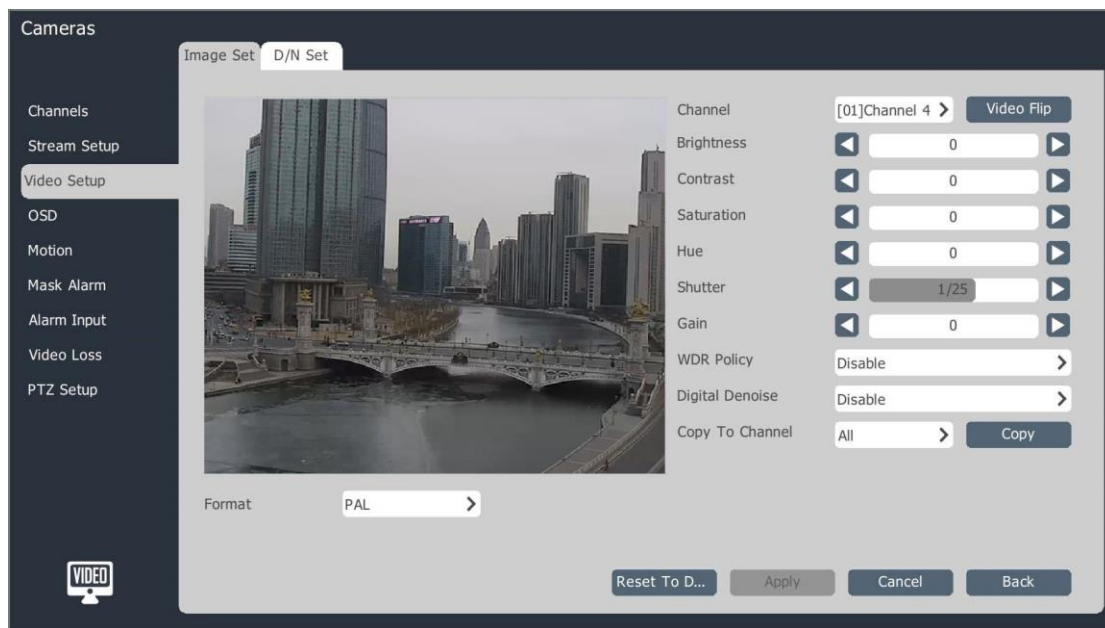 Cameras
Image Set D/N Set
Channels
Stream Setup
Video Setup
OSD
Motion
Mask Alarm
Alarm Input
Video Loss
PTZ Setup
Channel [01]Channel 4 Video Flip
Brightness 0
Contrast 0
Saturation 0
Hue 0
Shutter 1/25
Gain 0
WDR Policy Disable
Digital Denoise Disable
Copy To Channel All Copy
Format PAL
VIDEO
Reset To D... Apply Cancel Back